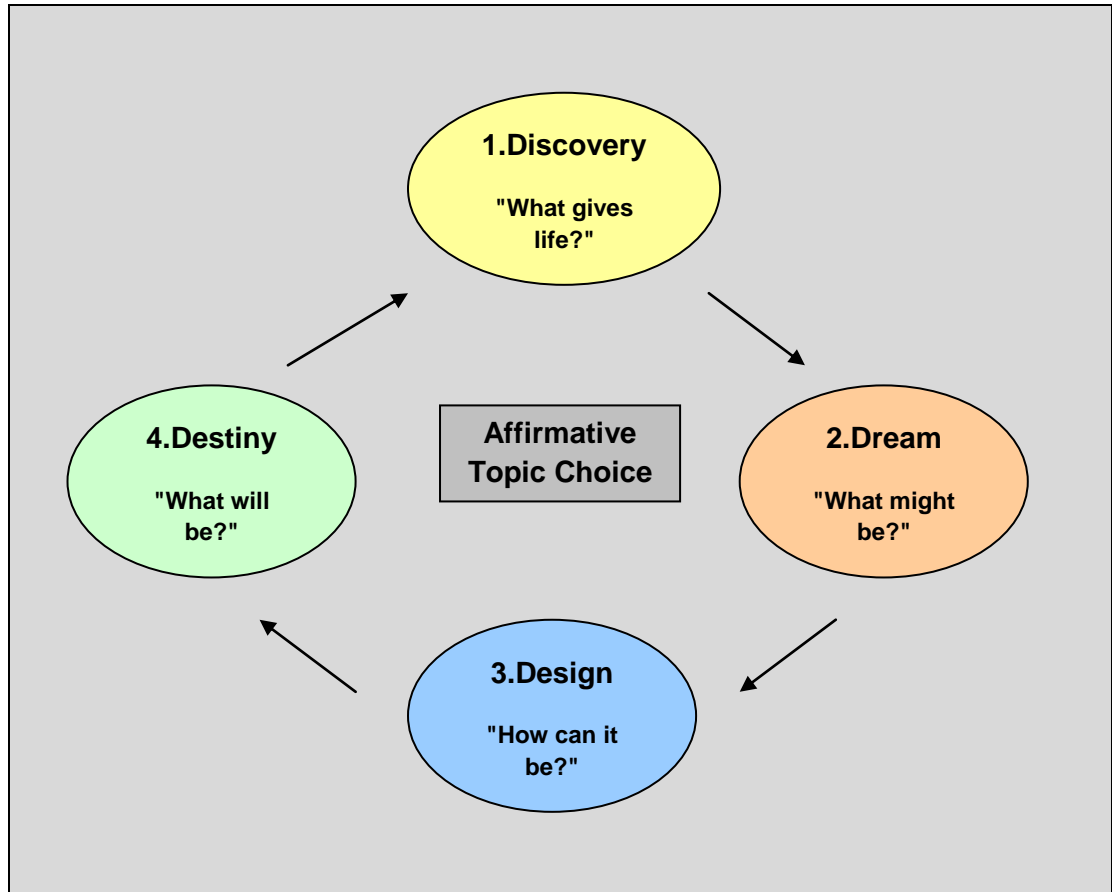 1.Discovery
"What gives
life?"
2.Dream
"What might
be?"
3.Design
"How can it
be?"
4.Destiny
"What will
be?"
Affirmative
Topic Choice